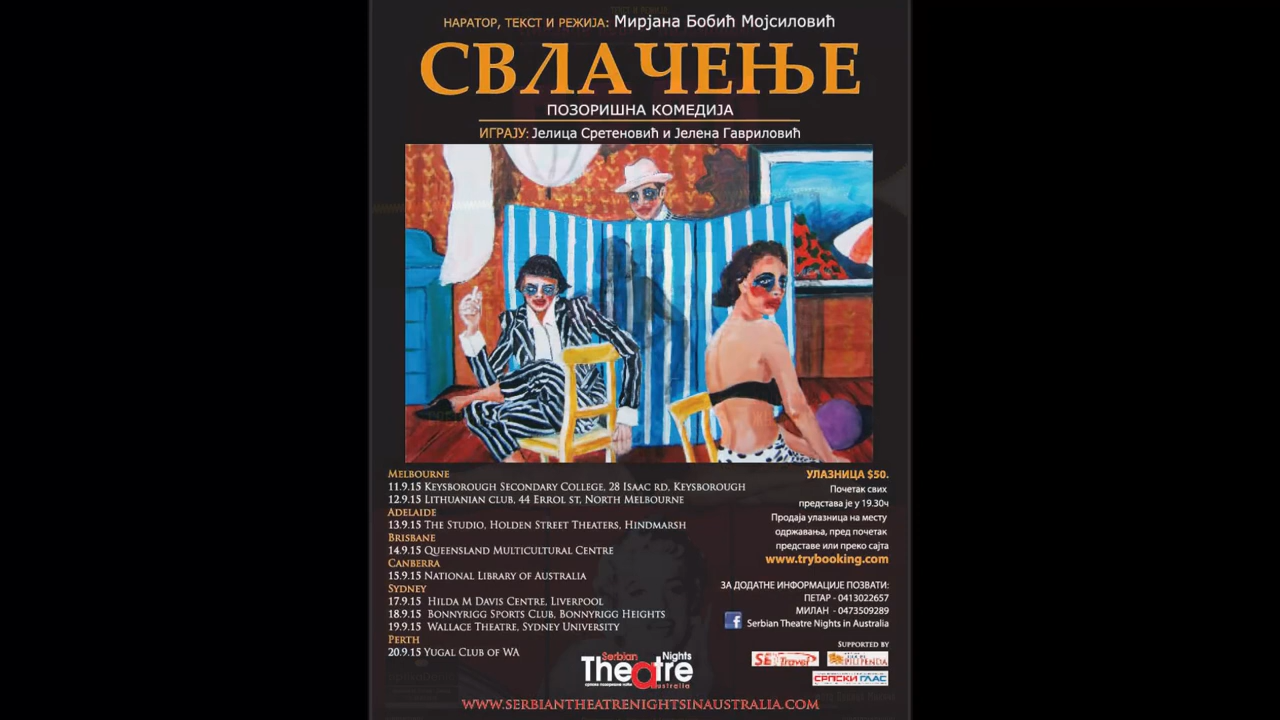 НАРАТОР, ТЕКСТ И РЕЖИЈА: Мирјана Бобић Мојсиловић
СВЛАЧЕЊЕ
ПОЗОРИШНА КОМЕДИЈА
ИГРАЈУ: Јелица Сретеновић и Јелена Гавриловић
MELBOURNE
11.9.15 KEYSBOROUGH SECONDARY COLLEGE, 28 ISAAC RD, KEYSBOROUGH
12.9.15 LITHUANIAN CLUB, 44 ERROL ST, NORTH MELBOURNE
ADELAIDE
13.9.15 THE STUDIO, HOLDEN STREET THEATERS, HINDMARSH
BRISBANE
14.9.15 QUEENSLAND MULTICULTURAL CENTRE
CANBERRA
15.9.15 NATIONAL LIBRARY OF AUSTRALIA
SYDNEY
17.9.15 HILDA M DAVIS CENTRE, LIVERPOOL
18.9.15 BONNYRIGG SPORTS CLUB, BONNYRIGG HEIGHTS
19.9.15 WALLACE THEATRE, SYDNEY UNIVERSITY
PERTH
20.9.15 YUGAL CLUB OF WA
УЛАЗНИЦА $50.
Почетак свих
представа је у 19.30ч
Продаја улазница на месту
одржавања, пред почетак
представе или преко сајта
www.trybooking.com
ЗА ДОДАТНЕ ИНФОРМАЦИЈЕ ПОЗВАТИ:
ПЕТАР - 0413022657
МИЛАН - 0473509289
f Serbian Theatre Nights in Australia
SUPPORTED BY
Travel
СРПСКИ ГЛАС
Serbian Nights
Theatre
Australia
WWW.SERBIANTHEATRENIGHTSINAUSTRALIA.COM